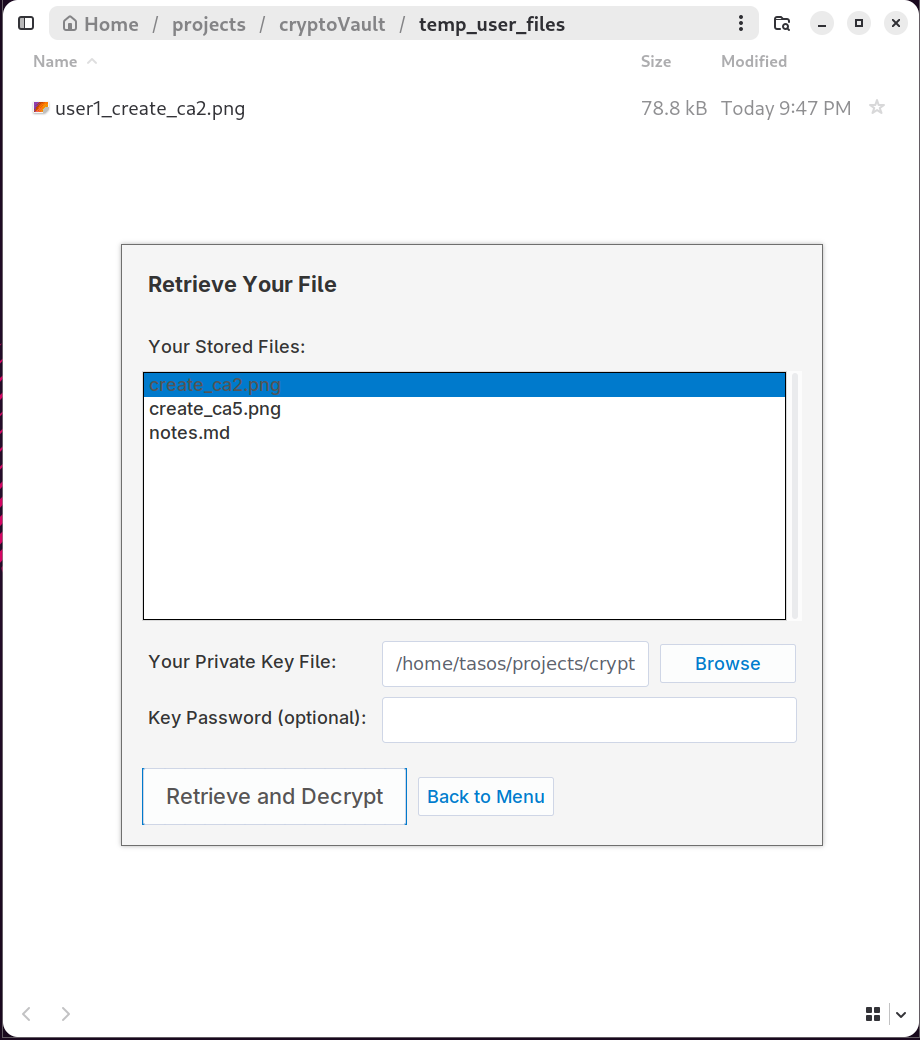 Home / projects / cryptoVault / temp_user_files
Name Size Modified
user1_create_ca2.png 78.8 kB Today 9:47 PM
Retrieve Your File
Your Stored Files:
create_ca2.png
create_ca5.png
notes.md
Your Private Key File: /home/tasos/projects/crypt Browse
Key Password (optional):
Retrieve and Decrypt Back to Menu